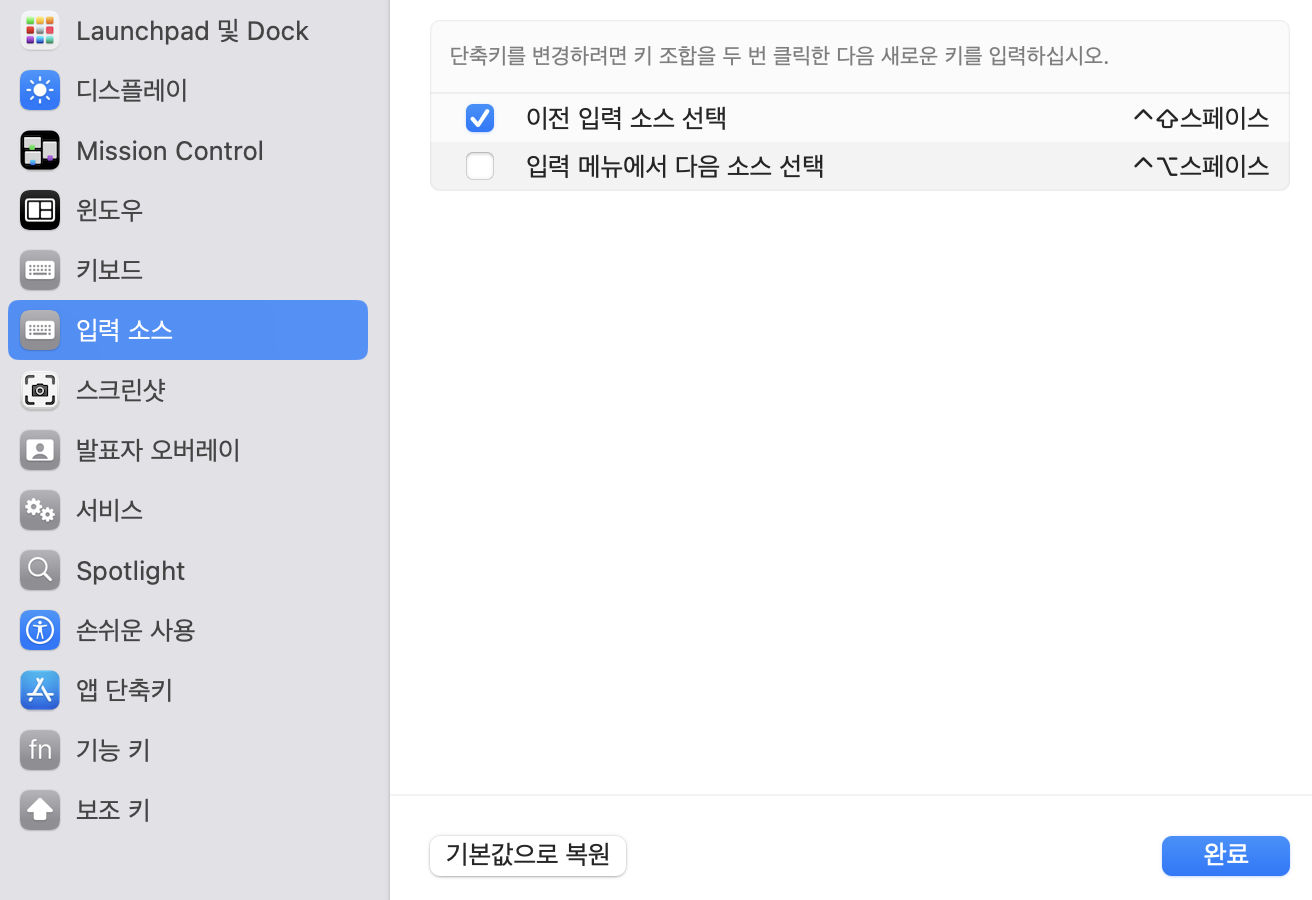 Launchpad 및 Dock
디스플레이
Mission Control
윈도우
키보드
입력 소스
스크린샷
발표자 오버레이
서비스
Spotlight
손쉬운 사용
앱 단축키
fn 기능 키
보조 키
단축키를 변경하려면 키 조합을 두 번 클릭한 다음 새로운 키를 입력하십시오.
이전 입력 소스 선택 ^⇧스페이스
입력 메뉴에서 다음 소스 선택 ^⌥스페이스
기본값으로 복원
완료